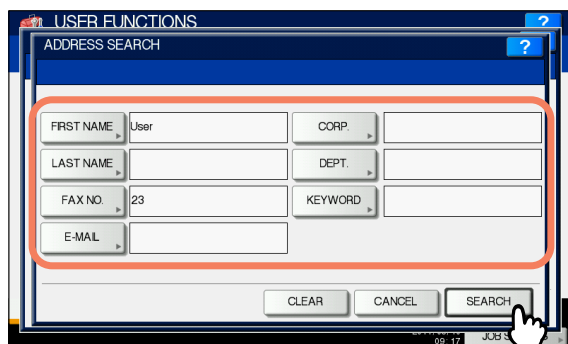 USER FUNCTIONS ?
ADDRESS SEARCH ?
FIRST NAME User CORP.
LAST NAME DEPT.
FAX NO. 23 KEYWORD
E-MAIL
CLEAR CANCEL SEARCH
09:17 JOB